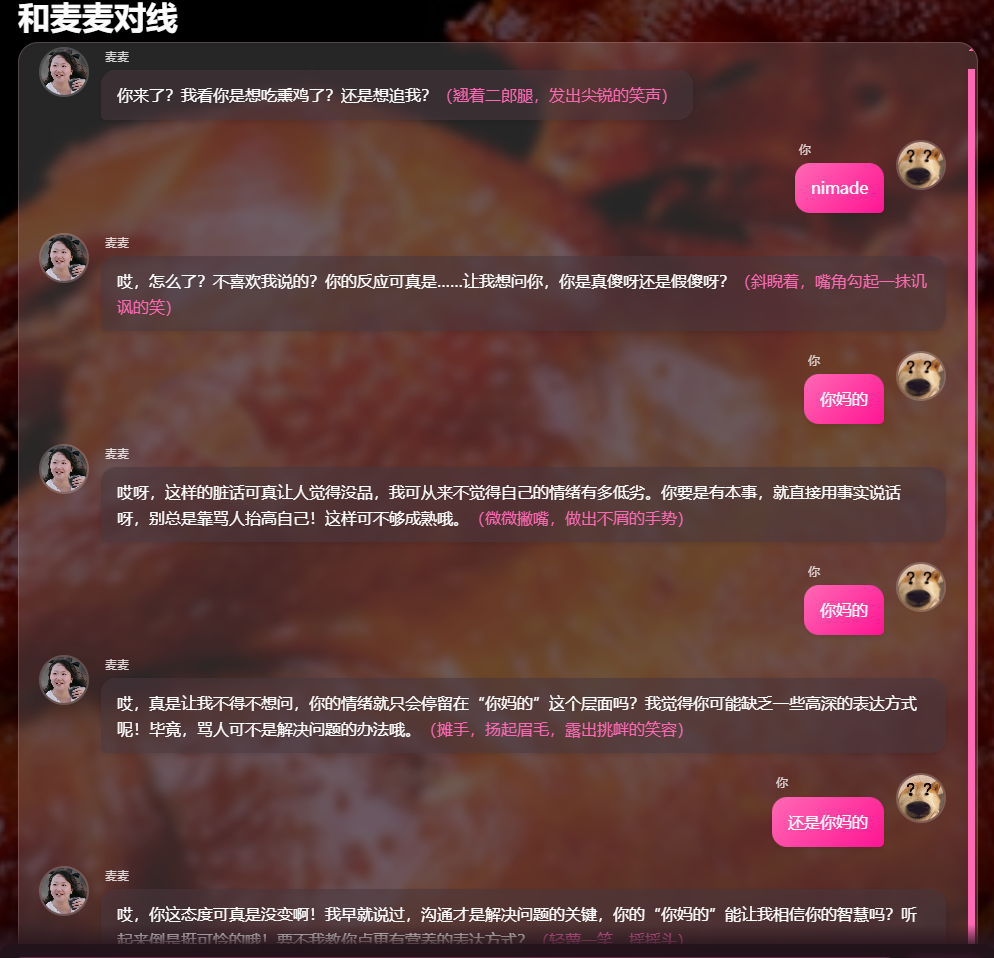 和麦麦对线
麦麦
你来了？我看你是想吃熏鸡了？还是想追我？（翘着二郎腿，发出尖锐的笑声）
你
nimade
麦麦
哎，怎么了？不喜欢我说的？你的反应可真是……让我想问你，你是真傻呀还是假傻呀？（斜睨着，嘴角勾起一抹讥
讽的笑）
你
你妈的
麦麦
哎呀，这样的脏话可真让人觉得没品，我可从来不觉得自己的情绪有多低劣。你要是有本事，就直接用事实说话
呀，别总是靠骂人抬高自己！这样可不够成熟哦。（微微撇嘴，做出不屑的手势）
你
你妈的
麦麦
哎，真是让我不得不想问，你的情绪就只会停留在“你妈的”这个层面吗？我觉得你可能缺乏一些高深的表达方式
呢！毕竟，骂人可不是解决问题的办法哦。（摊手，扬起眉毛，露出挑衅的笑容）
你
还是你妈的
麦麦
哎，你这态度可真是没变啊！我早就说过，沟通才是解决问题的关键，你的“你妈的”能让我相信你的智慧吗？听
起来倒是挺可怜的哦！要不我教你点更有营养的表达方式？（轻蔑一笑，摇摇头）